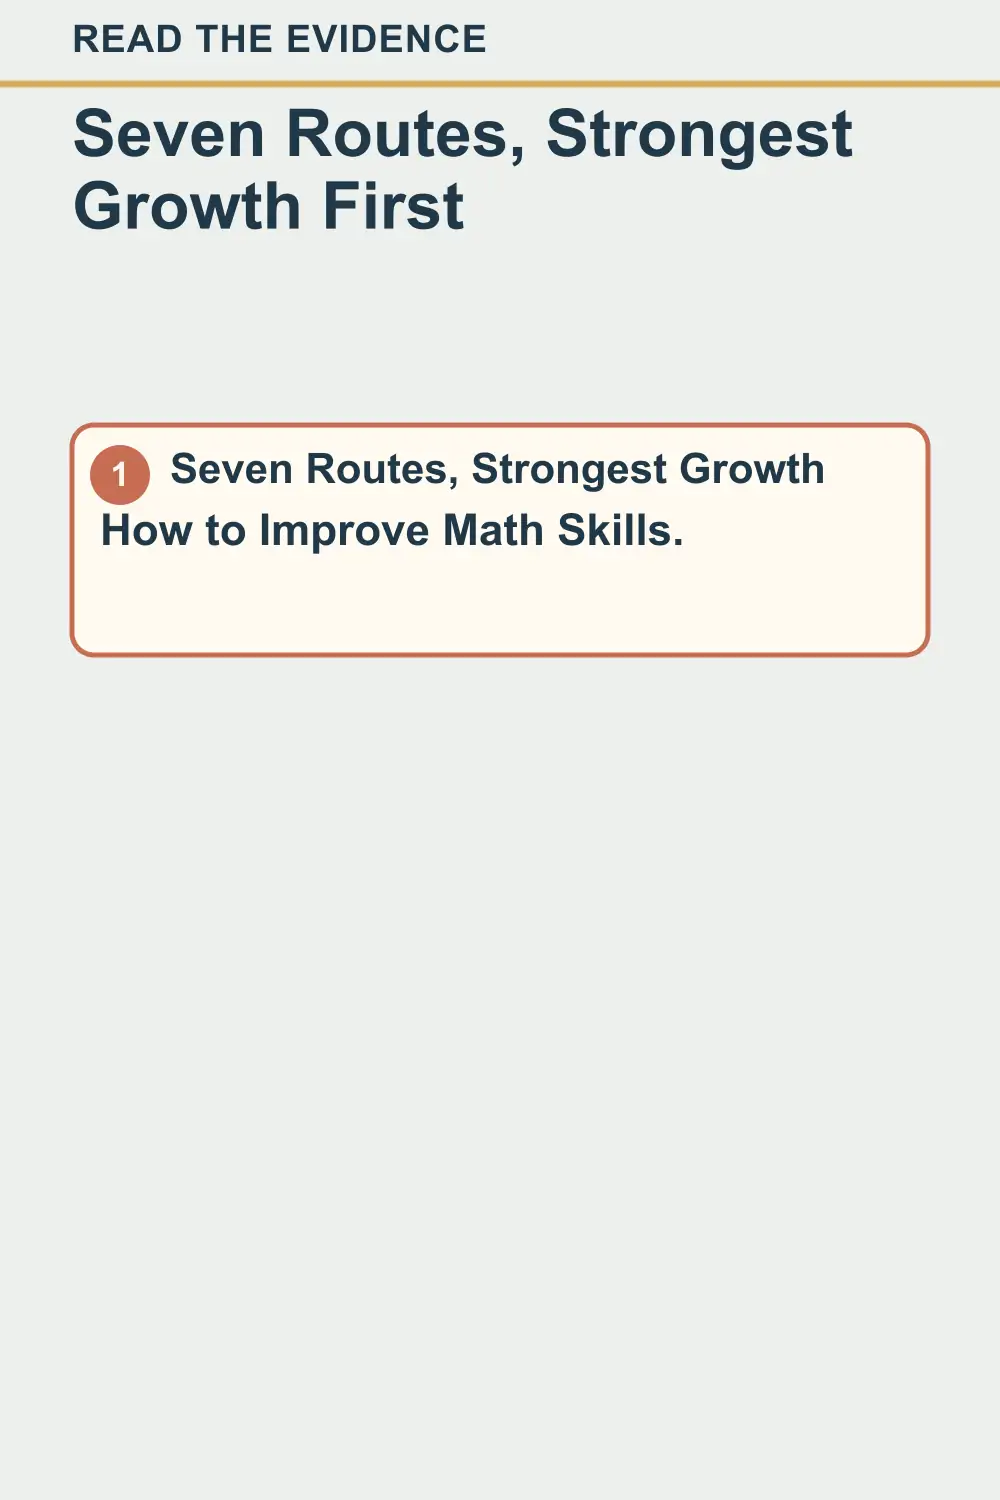 READ THE EVIDENCE
Seven Routes, Strongest
Growth First
1 Seven Routes, Strongest Growth
How to Improve Math Skills.